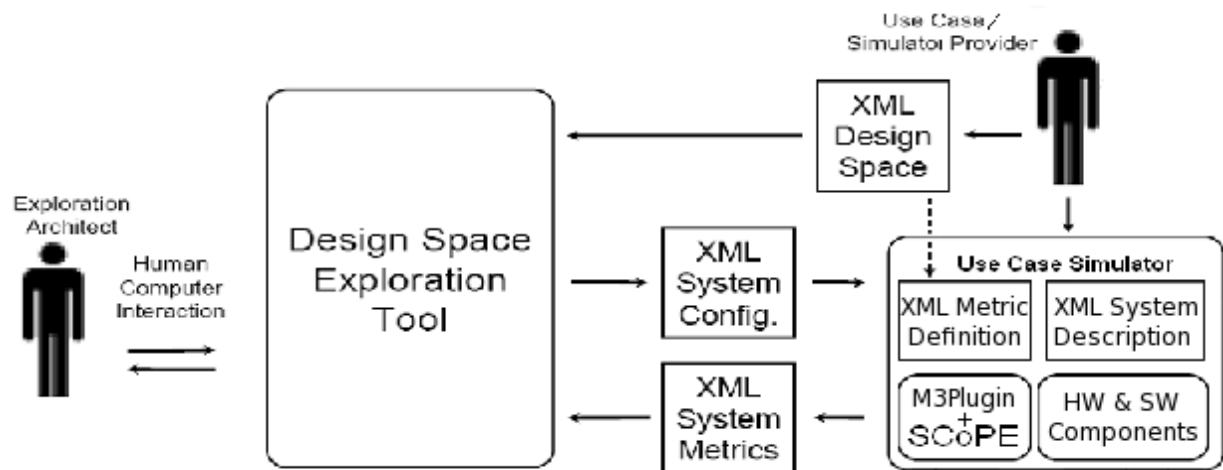 Use Case/
Simulator Provider
XML
Design
Space
Exploration
Architect
Human
Computer
Interaction
Design Space
Exploration
Tool
XML
System
Config.
XML
System
Metrics
Use Case Simulator
XML Metric
Definition
XML System
Description
M3Plugin
+
SCoPE
HW & SW
Components